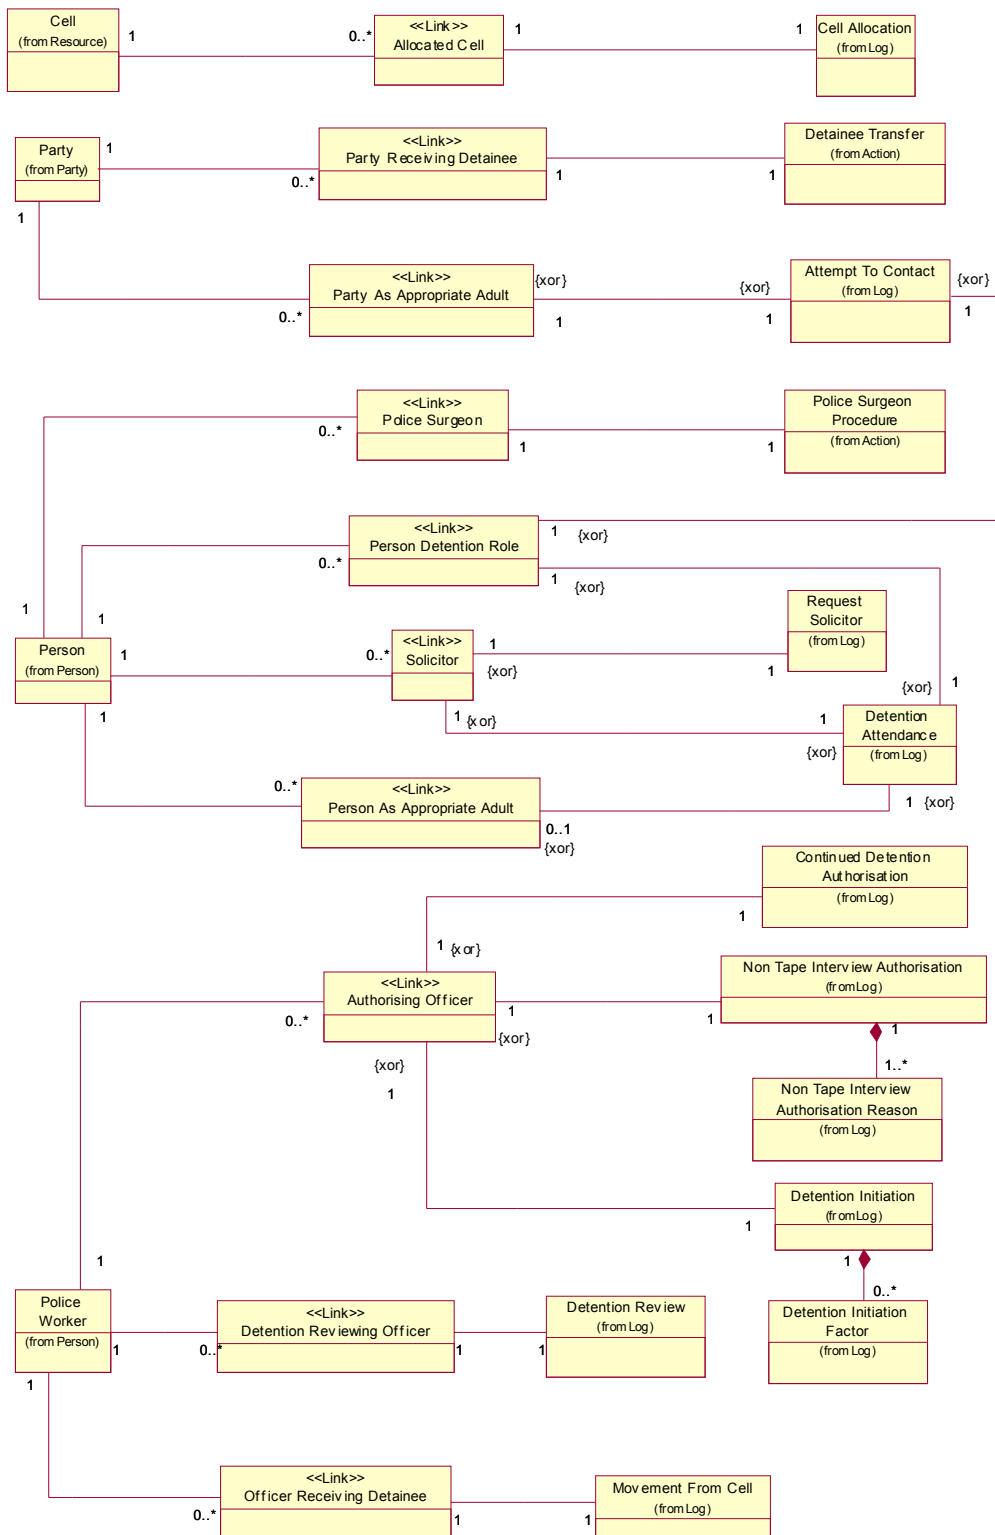 Cell
(from Resource)
1
0..*
<<Link>>
Allocated Cell
1
1
Cell Allocation
(from Log)
Party
(from Party)
1
1
0..*
<<Link>>
Party Receiving Detainee
1
1
Detainee Transfer
(from Action)
<<Link>>
Party As Appropriate Adult
0..*
{xor}
1
{xor}
1
Attempt To Contact
(from Log)
{xor}
1
<<Link>>
Police Surgeon
0..*
1
1
Police Surgeon
Procedure
(from Action)
<<Link>>
Person Detention Role
0..*
1
{xor}
1
{xor}
1
1
Person
(from Person)
1
1
0..*
<<Link>>
Solicitor
1
{xor}
1
Request
Solicitor
(from Log)
1
{xor}
1
{xor}
{xor}
1
Detention
Attendance
(from Log)
1
{xor}
0..*
<<Link>>
Person As Appropriate Adult
0..1
{xor}
Continued Detention
Authorisation
(from Log)
1
1
{xor}
<<Link>>
Authorising Officer
0..*
1
{xor}
1
Non Tape Interview Authorisation
(from Log)
1
1..*
Non Tape Interview
Authorisation Reason
(from Log)
{xor}
1
Detention Initiation
(from Log)
1
1
0..*
Detention Initiation
Factor
(from Log)
1
Police
Worker
(from Person)
1
1
0..*
<<Link>>
Detention Reviewing Officer
1
1
Detention Review
(from Log)
<<Link>>
Officer Receiving Detainee
0..*
1
1
Movement From Cell
(from Log)